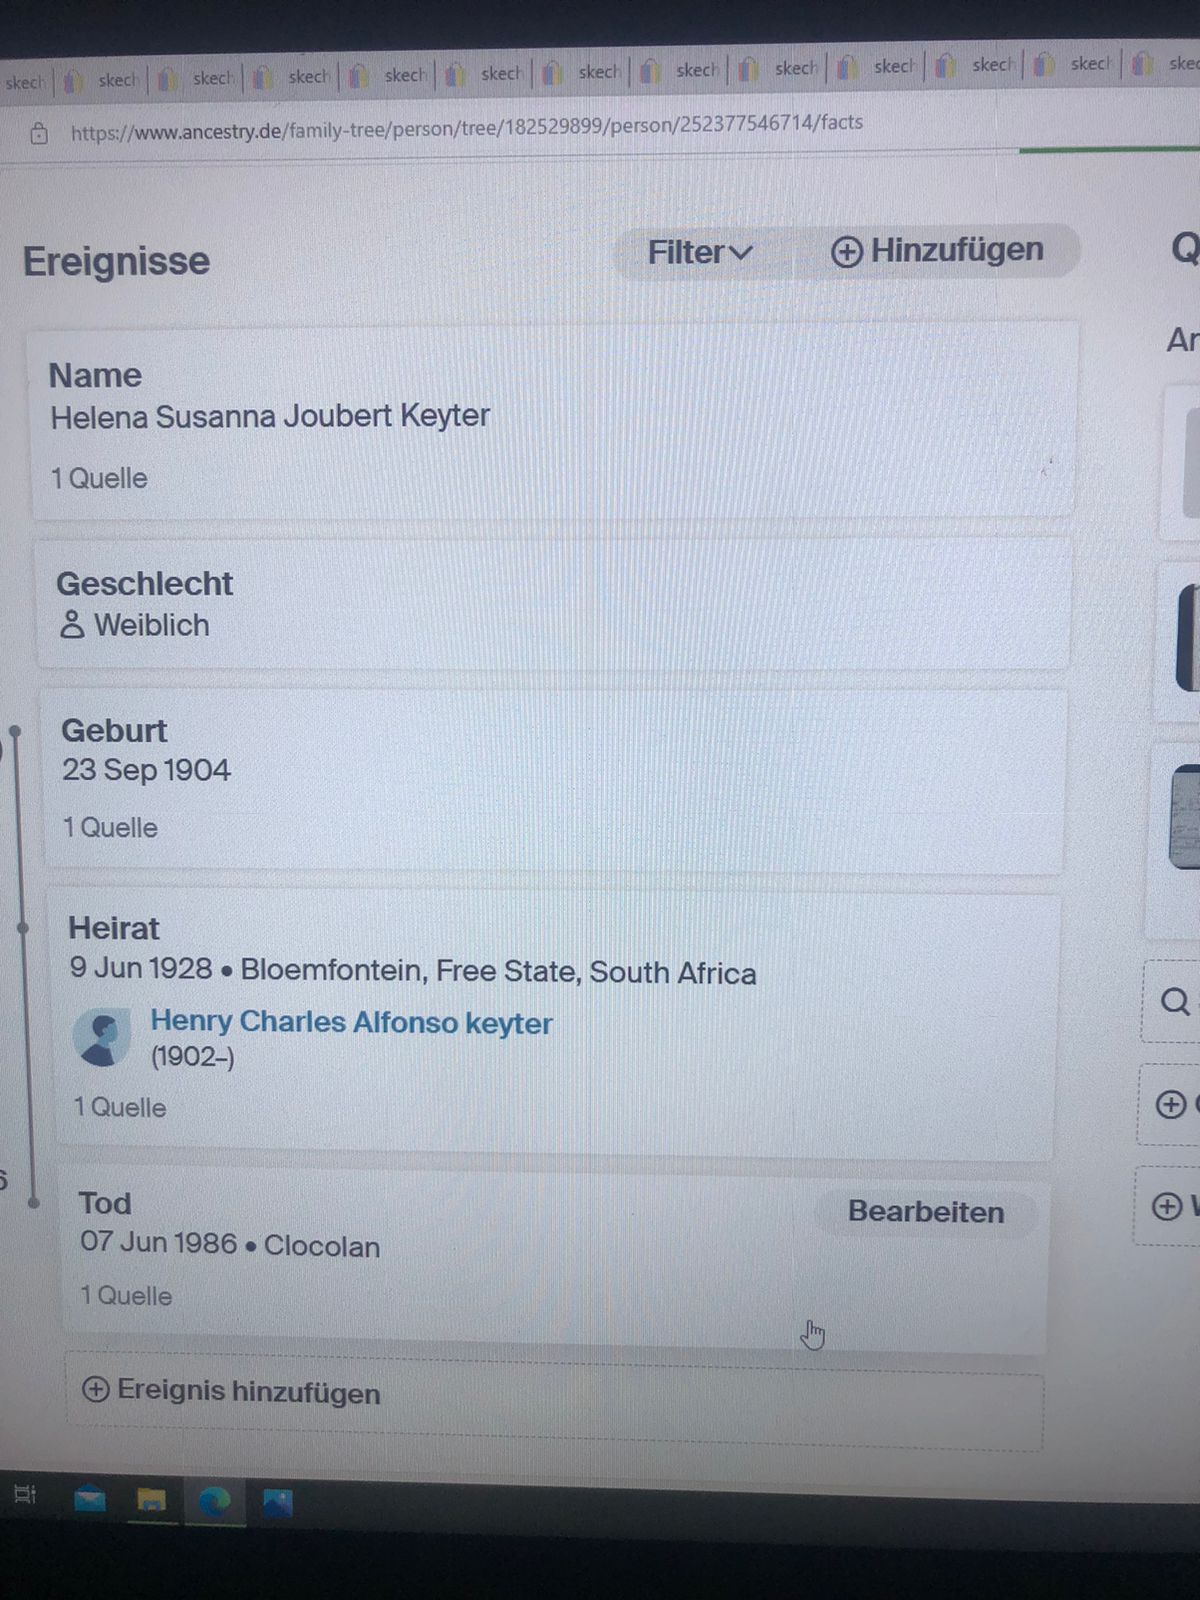 skech skech skech skech skech skech skech skech skech skech skech skech
https://www.ancestry.de/family-tree/person/tree/182529899/person/252377546714/facts
Ereignisse
Filter
Hinzufügen
Q
Ar
Name
Helena Susanna Joubert Keyter
1 Quelle
Geschlecht
Weiblich
Geburt
23 Sep 1904
1 Quelle
Heirat
9 Jun 1928 • Bloemfontein, Free State, South Africa
Henry Charles Alfonso keyter
(1902–)
1 Quelle
Tod
Bearbeiten
07 Jun 1986 • Clocolan
1 Quelle
Ereignis hinzufügen